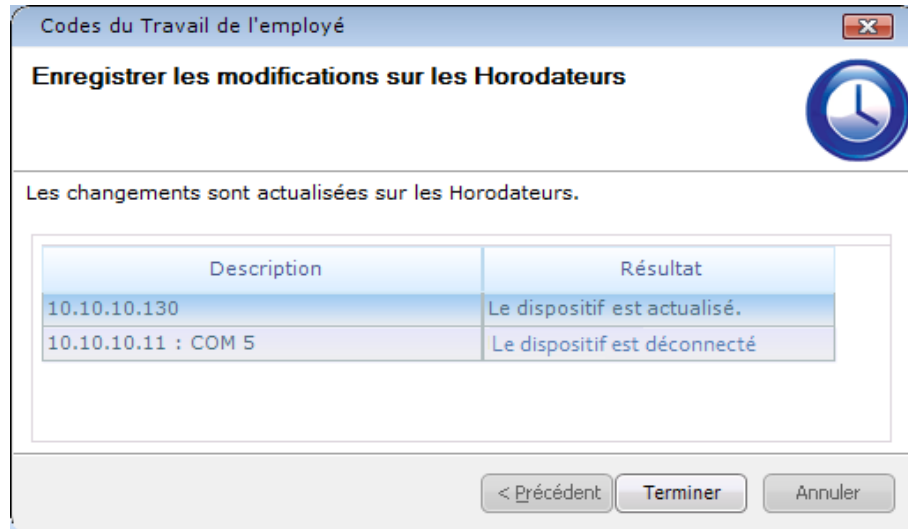 Codes du Travail de l'employé
Enregistrer les modifications sur les Horodateurs
Les changements sont actualisées sur les Horodateurs.
Description Résultat
10.10.10.130 Le dispositif est actualisé.
10.10.10.11 : COM 5 Le dispositif est déconnecté
< Précédent Terminer Annuler